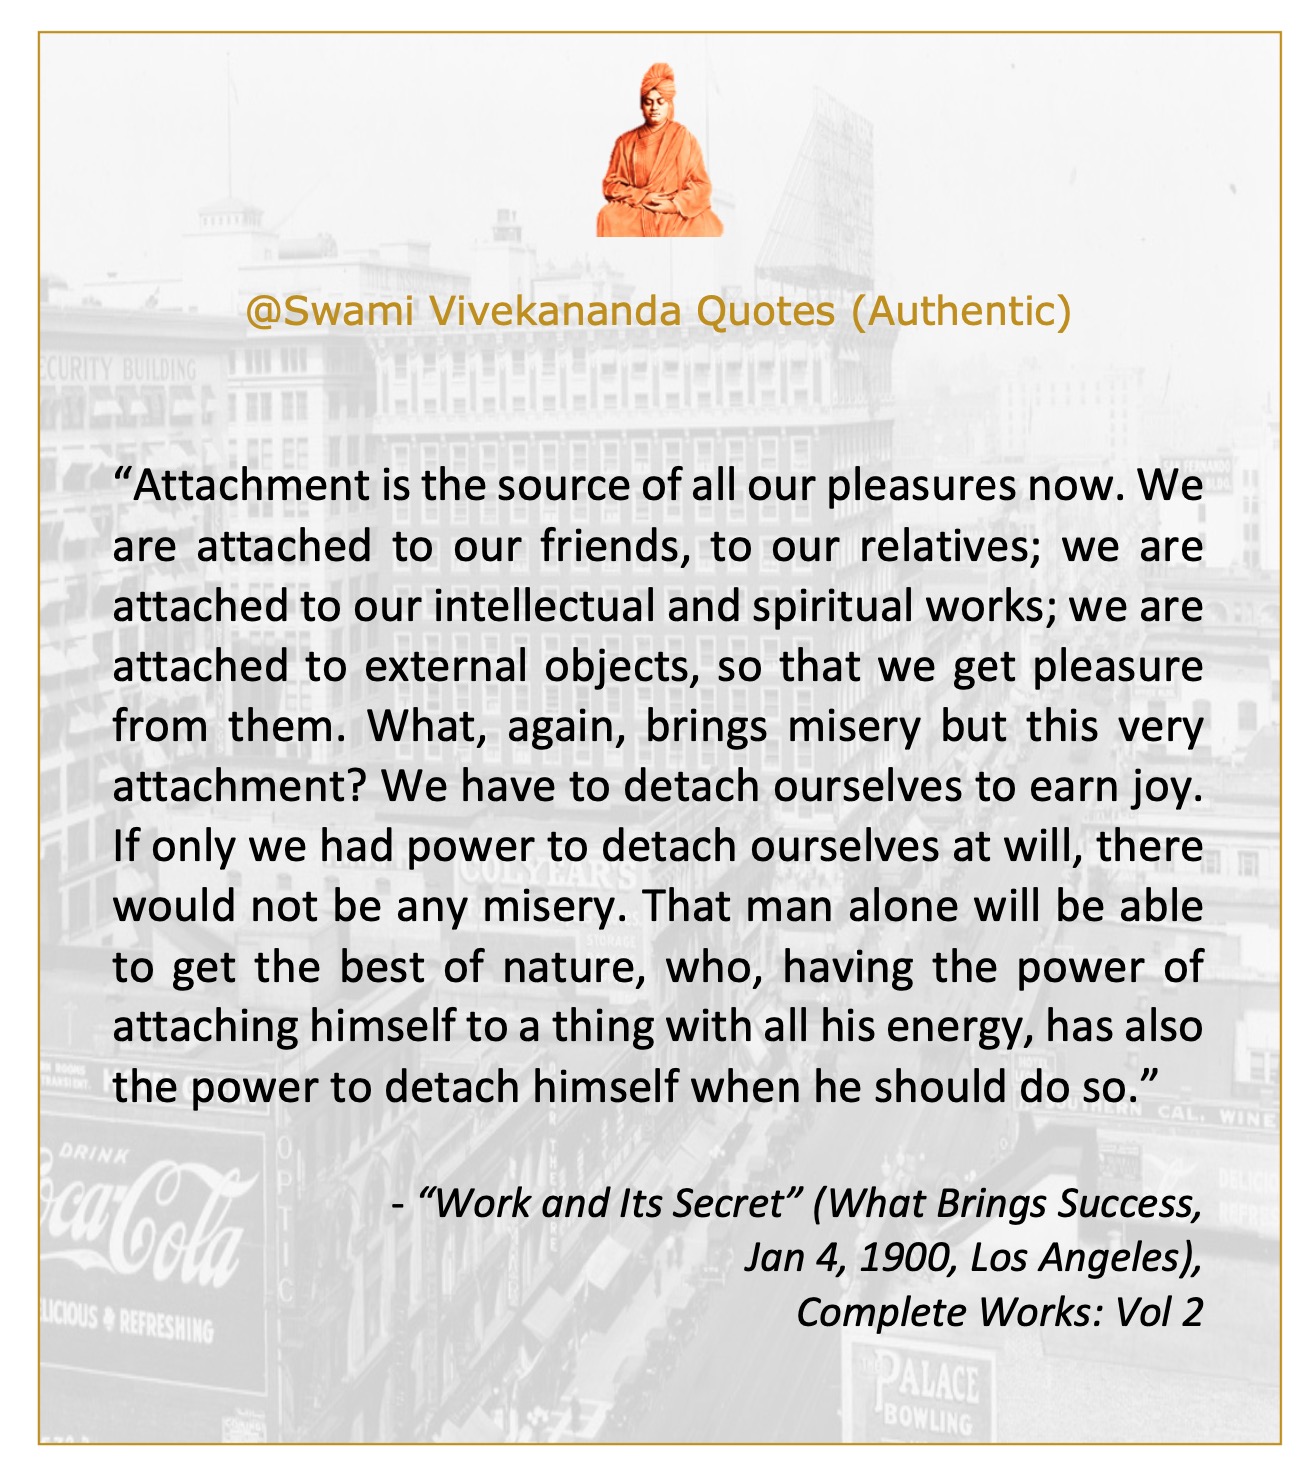 @Swami Vivekananda Quotes (Authentic)
ECURITY BUILDING
“Attachment is the source of all our pleasures now. We
are attached to our friends, to our relatives; we are
attached to our intellectual and spiritual works; we are
attached to external objects, so that we get pleasure
from them. What, again, brings misery but this very
attachment? We have to detach ourselves to earn joy.
If only we had power to detach ourselves at will, there
would not be any misery. That man alone will be able
to get the best of nature, who, having the power of
attaching himself to a thing with all his energy, has also
the power to detach himself when he should do so.”
COLYEAR'S
STORAGE
SOUTHERN CAL. WINE
DRINK
Coca-Cola
LICIOUS & REFRESHING
OPTIC
- “Work and Its Secret” (What Brings Success,
Jan 4, 1900, Los Angeles),
Complete Works: Vol 2
PALACE
BOWLING